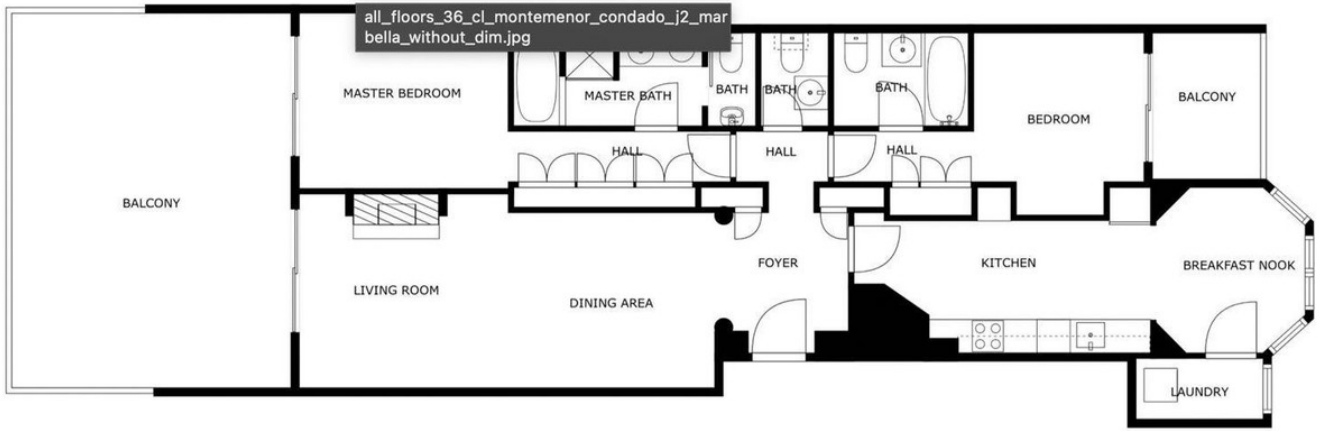 all_floors_36_cl_montemenor_condado_j2_mar
bella_without_dim.jpg
MASTER BEDROOM
MASTER BATH
BATH
BATH
BATH
BEDROOM
BALCONY
HALL
HALL
HALL
BALCONY
LIVING ROOM
DINING AREA
FOYER
KITCHEN
BREAKFAST NOOK
LAUNDRY